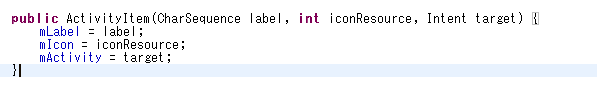 public ActivityItem(CharSequence label, int iconResource, Intent target) {
    mLabel = label;
    mIcon = iconResource;
    mActivity = target;
}